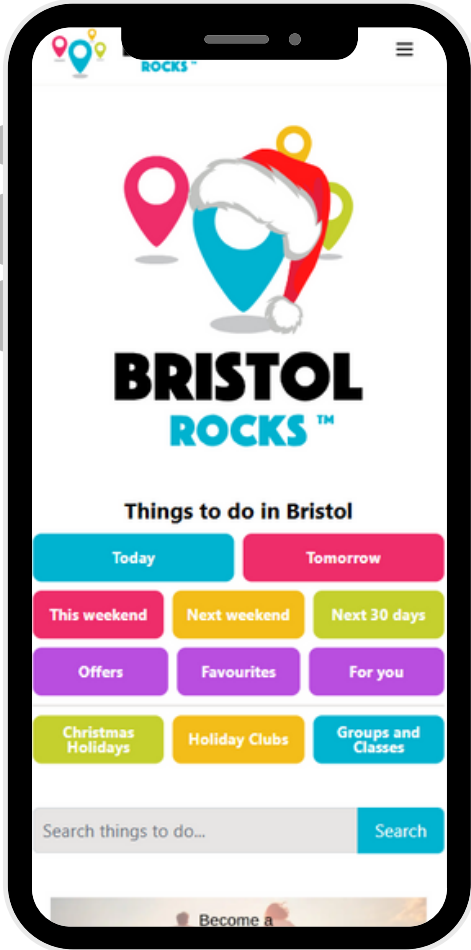 ROCKS ™
BRISTOL
ROCKS ™
Things to do in Bristol
Today
Tomorrow
This weekend
Next weekend
Next 30 days
Offers
Favourites
For you
Christmas
Holidays
Holiday Clubs
Groups and
Classes
Search things to do...
Search
Become a